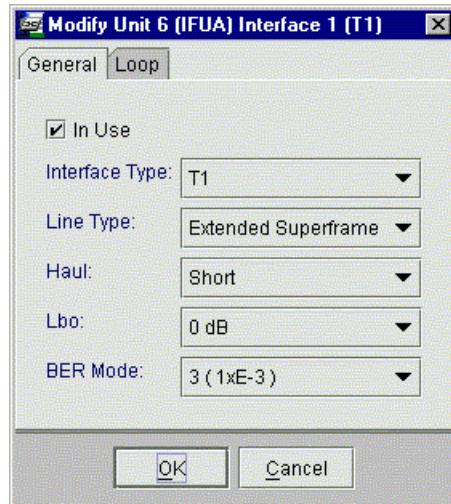 Modify Unit 6 (IFUA) Interface 1 (T1)
General Loop
In Use
Interface Type: T1
Line Type: Extended Superframe
Haul: Short
Lbo: 0 dB
BER Mode: 3 ( 1xE-3 )
OK Cancel